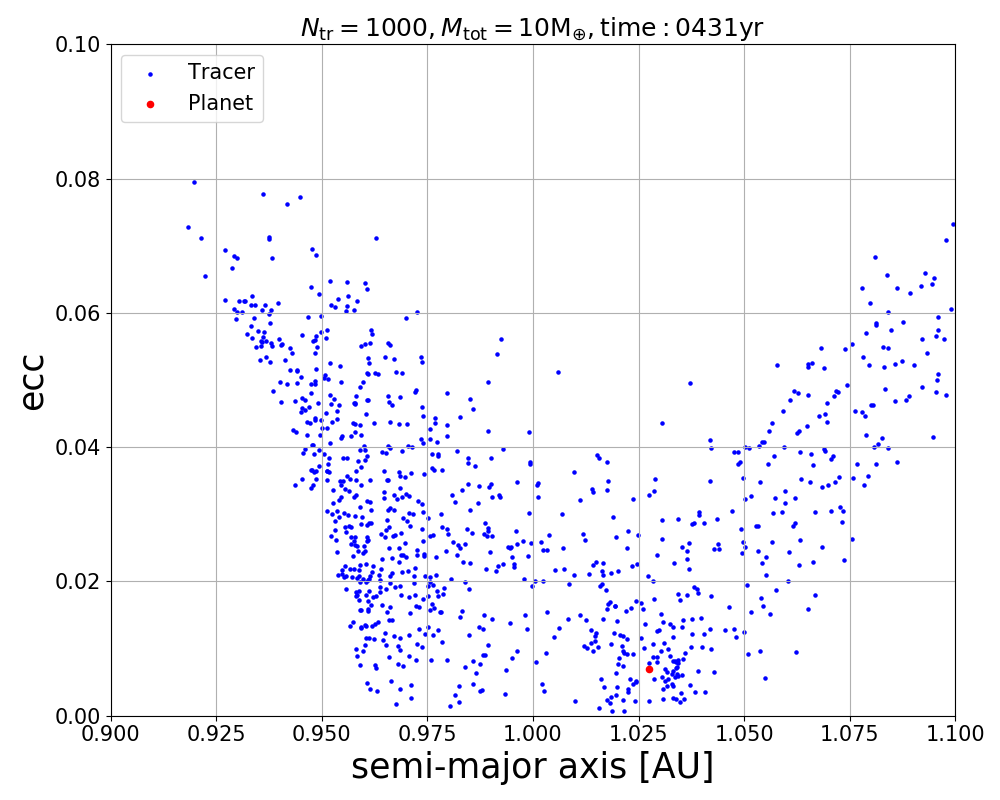 N_tr = 1000, M_tot = 10M_⊕, time : 0431yr
Tracer
Planet
0.10
0.08
0.06
0.04
0.02
0.00
ecc
0.900 0.925 0.950 0.975 1.000 1.025 1.050 1.075 1.100
semi-major axis [AU]